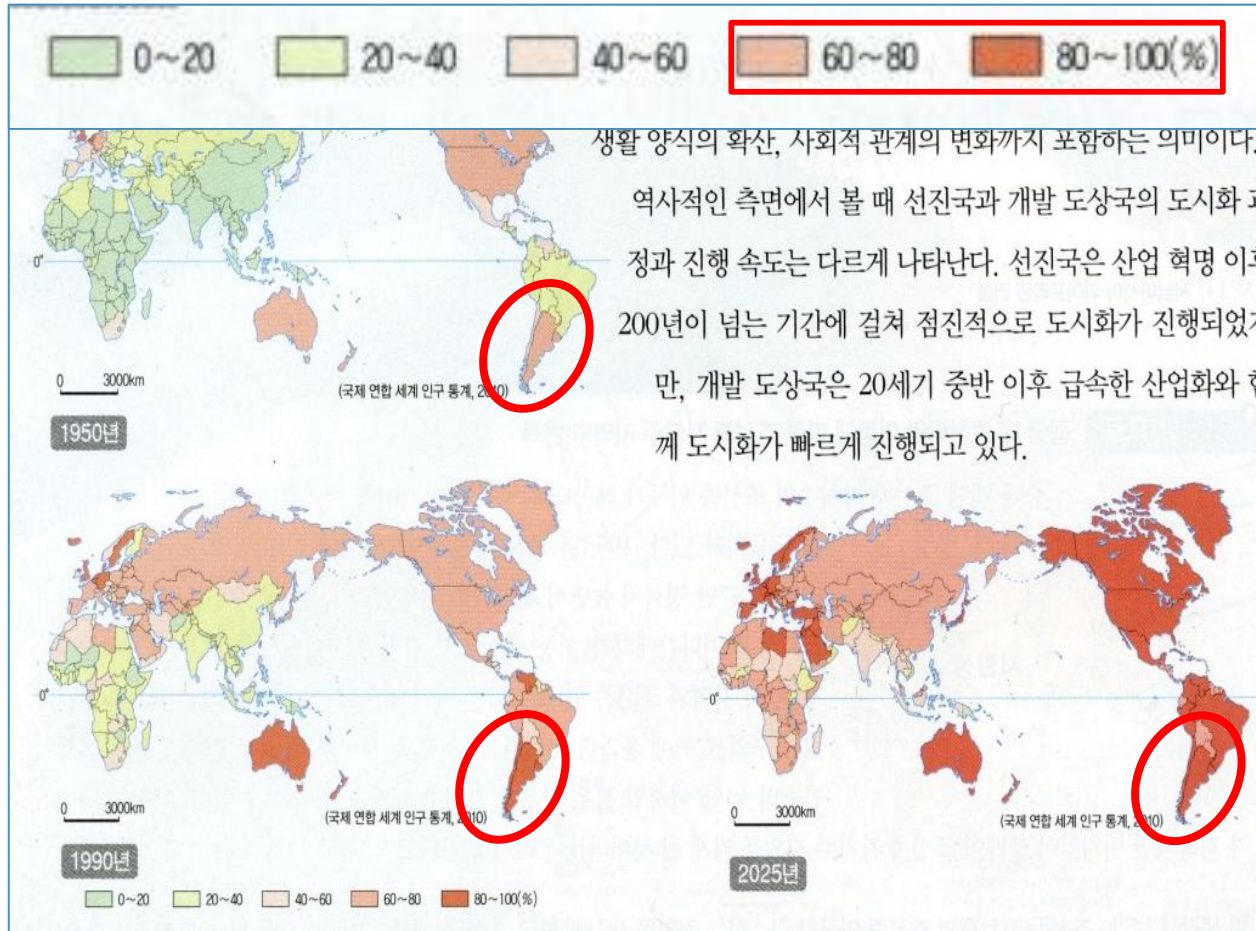 0~20 20~40 40~60 60~80 80~100(%)
생활 양식의 확산, 사회적 관계의 변화까지 포함하는 의미이다.
역사적인 측면에서 볼 때 선진국과 개발 도상국의 도시화 과
정과 진행 속도는 다르게 나타난다. 선진국은 산업 혁명 이후
200년이 넘는 기간에 걸쳐 점진적으로 도시화가 진행되었지
만, 개발 도상국은 20세기 중반 이후 급속한 산업화와 함
께 도시화가 빠르게 진행되고 있다.
0°
0 3000km
(국제 연합 세계 인구 통계, 2010)
1950년
0°
0 3000km
(국제 연합 세계 인구 통계, 2010)
1990년
0~20 20~40 40~60 60~80 80~100(%)
0°
0 3000km
(국제 연합 세계 인구 통계, 2010)
2025년